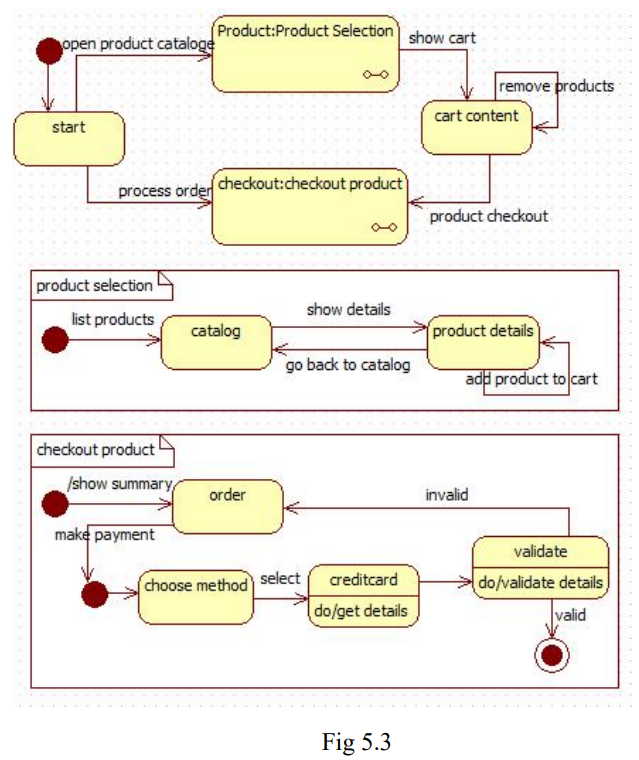 open product cataloge
Product:Product Selection
show cart
remove products
cart content
start
process order
checkout:checkout product
product checkout
product selection
list products
catalog
show details
product details
go back to catalog
add product to cart
checkout product
/show summary
order
invalid
make payment
validate
do/validate details
choose method
select
creditcard
do/get details
valid
Fig 5.3